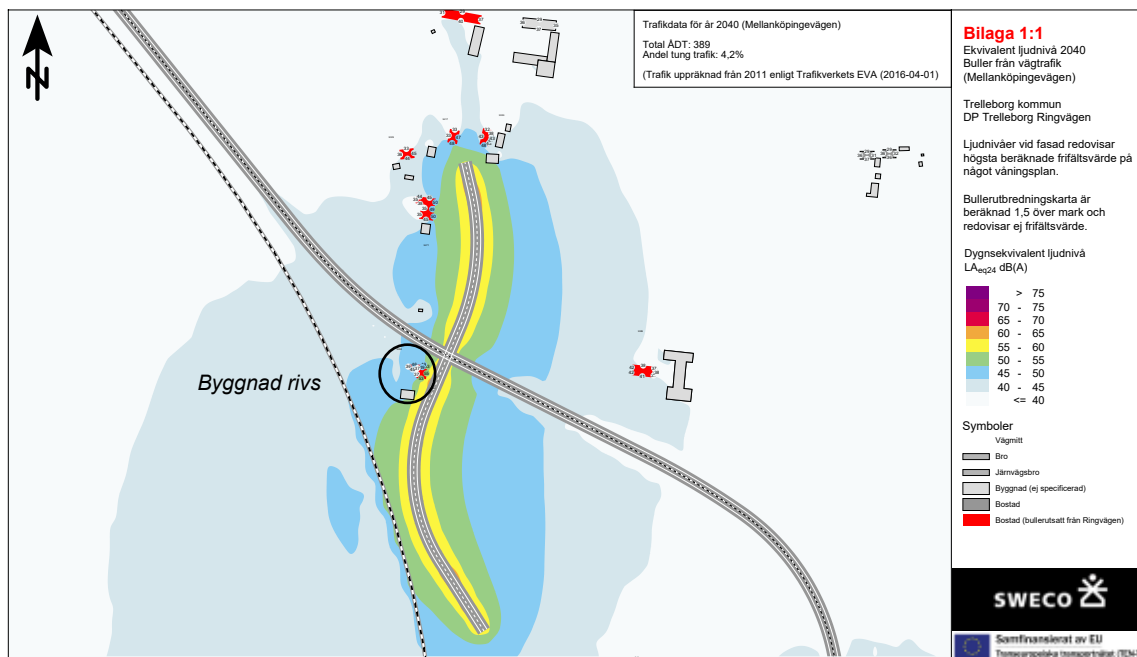 Trafikdata för år 2040 (Mellanköpingevägen)
Total ÅDT: 389
Andel tung trafik: 4,2%
(Trafik uppräknad från 2011 enligt Trafikverkets EVA (2016-04-01)
N
Byggnad rivs
Bilaga 1:1
Ekvivalent ljudnivå 2040
Buller från vägtrafik
(Mellanköpingevägen)
Trelleborg kommun
DP Trelleborg Ringvägen
Ljudnivåer vid fasad redovisar
högsta beräknade frifältsvärde på
något våningsplan.
Bullerutbredningskarta är
beräknad 1,5 över mark och
redovisar ej frifältsvärde.
Dygnsekvivalent ljudnivå
LAeq24 dB(A)
> 75
70 - 75
65 - 70
60 - 65
55 - 60
50 - 55
45 - 50
40 - 45
<= 40
Symboler
Vägmitt
Bro
Järnvägsbro
Byggnad (ej specificerad)
Bostad
Bostad (bullerutsatt från Ringvägen)
SWECO
Samfinansierat av EU
Transeuropeiska transportnätet (TEN-